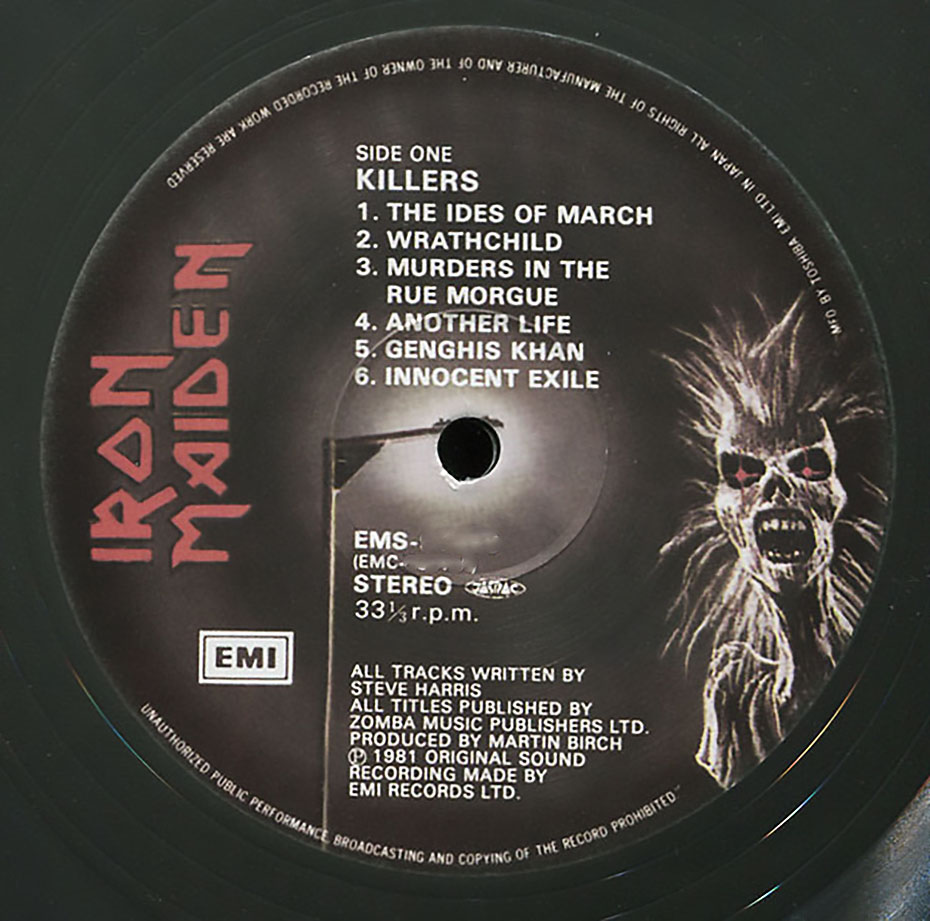 SIDE ONE
KILLERS
1. THE IDES OF MARCH
2. WRATHCHILD
3. MURDERS IN THE
RUE MORGUE
4. ANOTHER LIFE
5. GENGHIS KHAN
6. INNOCENT EXILE
IRON
MAIDEN
EMS-
(EMC-
STEREO
33⅓ r.p.m.
EMI
ALL TRACKS WRITTEN BY
STEVE HARRIS
ALL TITLES PUBLISHED BY
ZOMBA MUSIC PUBLISHERS LTD.
PRODUCED BY MARTIN BIRCH
Ⓟ 1981 ORIGINAL SOUND
RECORDING MADE BY
EMI RECORDS LTD.
MFD BY TOSHIBA EMI LTD IN JAPAN ALL RIGHTS OF THE MANUFACTURER AND OF THE OWNER OF THE RECORDED WORK ARE RESERVED
UNAUTHORIZED PUBLIC PERFORMANCE BROADCASTING AND COPYING OF THE RECORD PROHIBITED